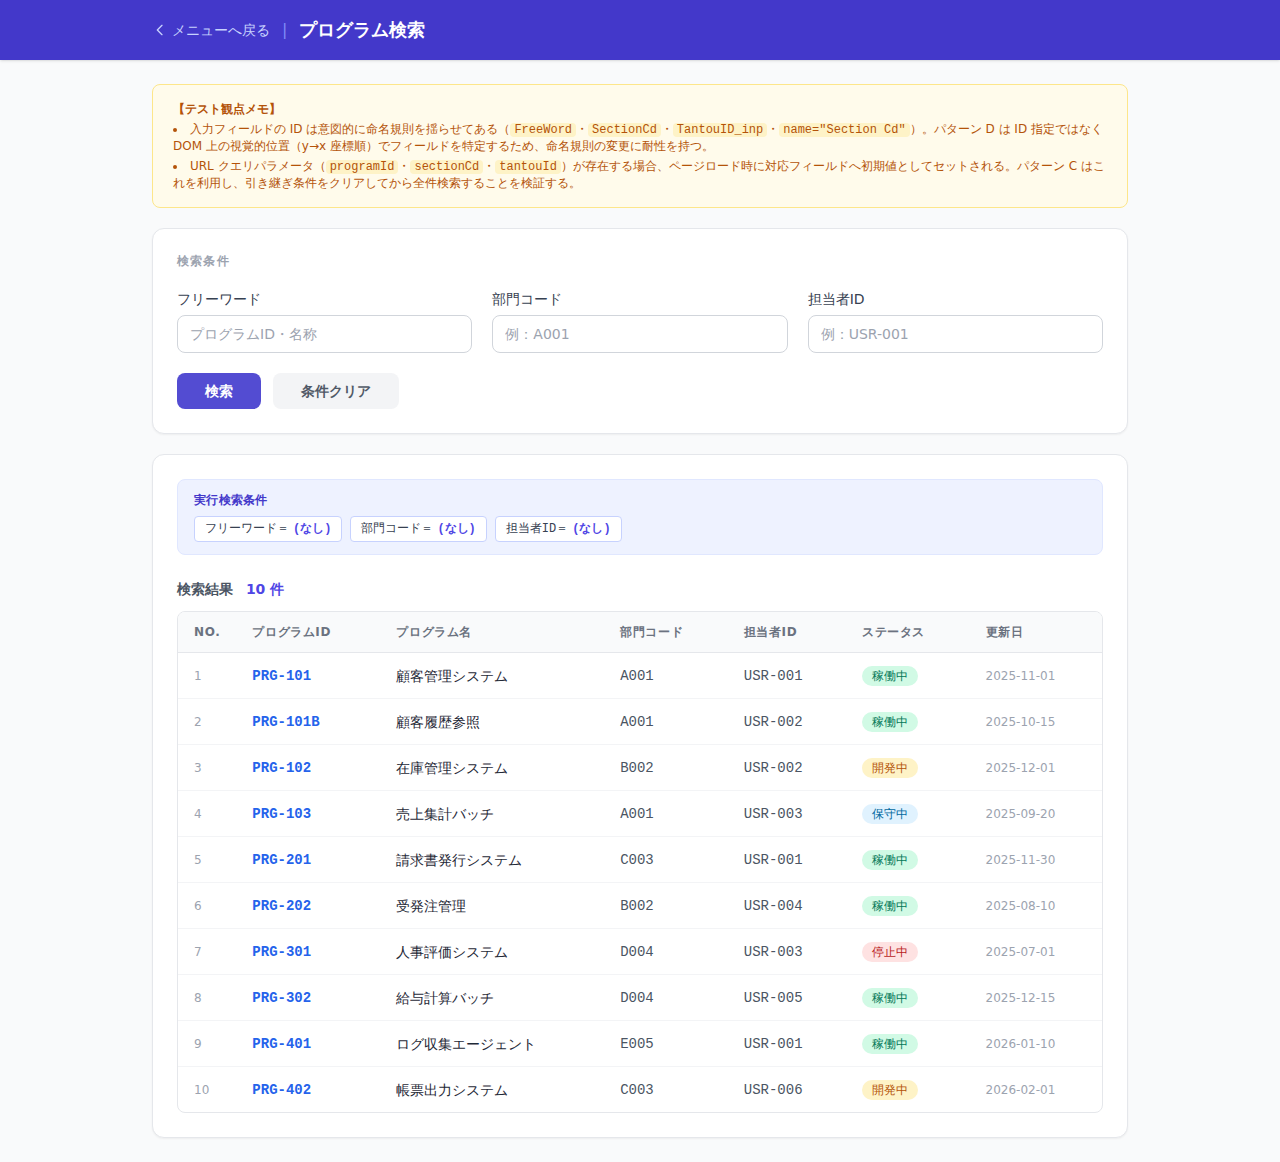 メニューへ戻る | プログラム検索
【テスト観点メモ】
• 入力フィールドの ID は意図的に命名規則を揺らせてある（ FreeWord ・ SectionCd ・ TantouID_inp ・ name="Section Cd" ）。パターン D は ID 指定ではなく
DOM 上の視覚的位置（y→x 座標順）でフィールドを特定するため、命名規則の変更に耐性を持つ。
• URL クエリパラメータ（ programId ・ sectionCd ・ tantouId ）が存在する場合、ページロード時に対応フィールドへ初期値としてセットされる。パターン C はこ
れを利用し、引き継ぎ条件をクリアしてから全件検索することを検証する。
検索条件
フリーワード 部門コード 担当者ID
プログラムID・名称 例：A001 例：USR-001
検索 条件クリア
実行検索条件
フリーワード＝ (なし) 部門コード＝ (なし) 担当者ID＝ (なし)
検索結果 10 件
NO. プログラムID プログラム名 部門コード 担当者ID ステータス 更新日
1 PRG-101 顧客管理システム A001 USR-001 稼働中 2025-11-01
2 PRG-101B 顧客履歴参照 A001 USR-002 稼働中 2025-10-15
3 PRG-102 在庫管理システム B002 USR-002 開発中 2025-12-01
4 PRG-103 売上集計バッチ A001 USR-003 保守中 2025-09-20
5 PRG-201 請求書発行システム C003 USR-001 稼働中 2025-11-30
6 PRG-202 受発注管理 B002 USR-004 稼働中 2025-08-10
7 PRG-301 人事評価システム D004 USR-003 停止中 2025-07-01
8 PRG-302 給与計算バッチ D004 USR-005 稼働中 2025-12-15
9 PRG-401 ログ収集エージェント E005 USR-001 稼働中 2026-01-10
10 PRG-402 帳票出力システム C003 USR-006 開発中 2026-02-01